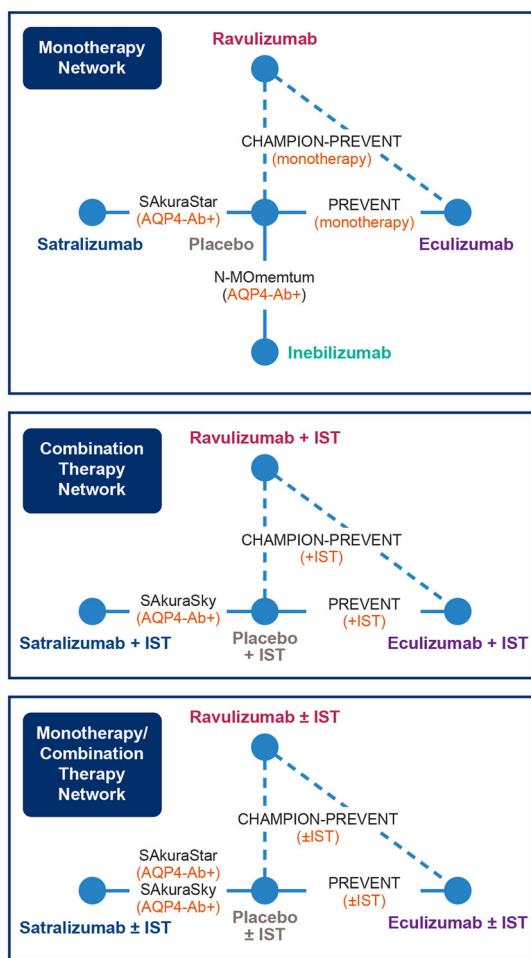 Monotherapy
Network
Ravulizumab
CHAMPION-PREVENT
(monotherapy)
SAkuraStar
(AQP4-Ab+)
PREVENT
(monotherapy)
Satralizumab
Placebo
Eculizumab
N-MOmemtum
(AQP4-Ab+)
Inebilizumab
Combination
Therapy
Network
Ravulizumab + IST
CHAMPION-PREVENT
(+IST)
SAkuraSky
(AQP4-Ab+)
PREVENT
(+IST)
Satralizumab + IST
Placebo
+ IST
Eculizumab + IST
Monotherapy/
Combination
Therapy
Network
Ravulizumab ± IST
CHAMPION-PREVENT
(±IST)
SAkuraStar
(AQP4-Ab+)
SAkuraSky
(AQP4-Ab+)
PREVENT
(±IST)
Satralizumab ± IST
Placebo
± IST
Eculizumab ± IST